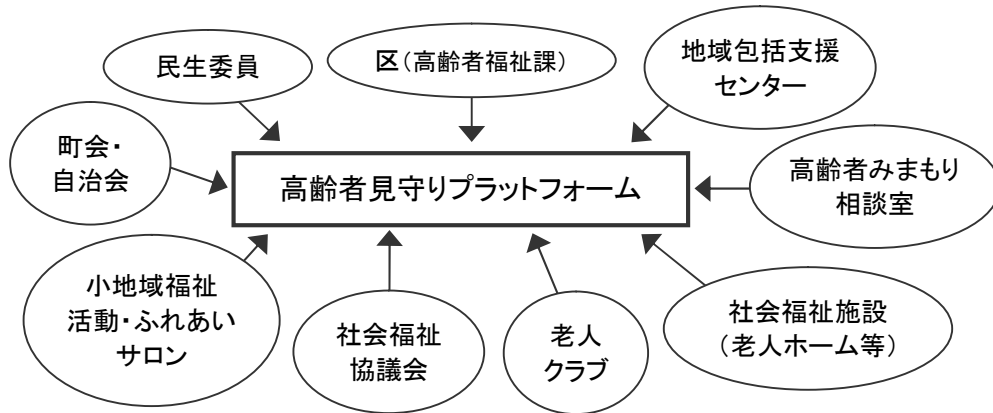 民生委員
区(高齢者福祉課)
地域包括支援
センター
町会・
自治会
高齢者見守りプラットフォーム
高齢者みまもり
相談室
小地域福祉
活動・ふれあい
サロン
社会福祉
協議会
老人
クラブ
社会福祉施設
(老人ホーム等)